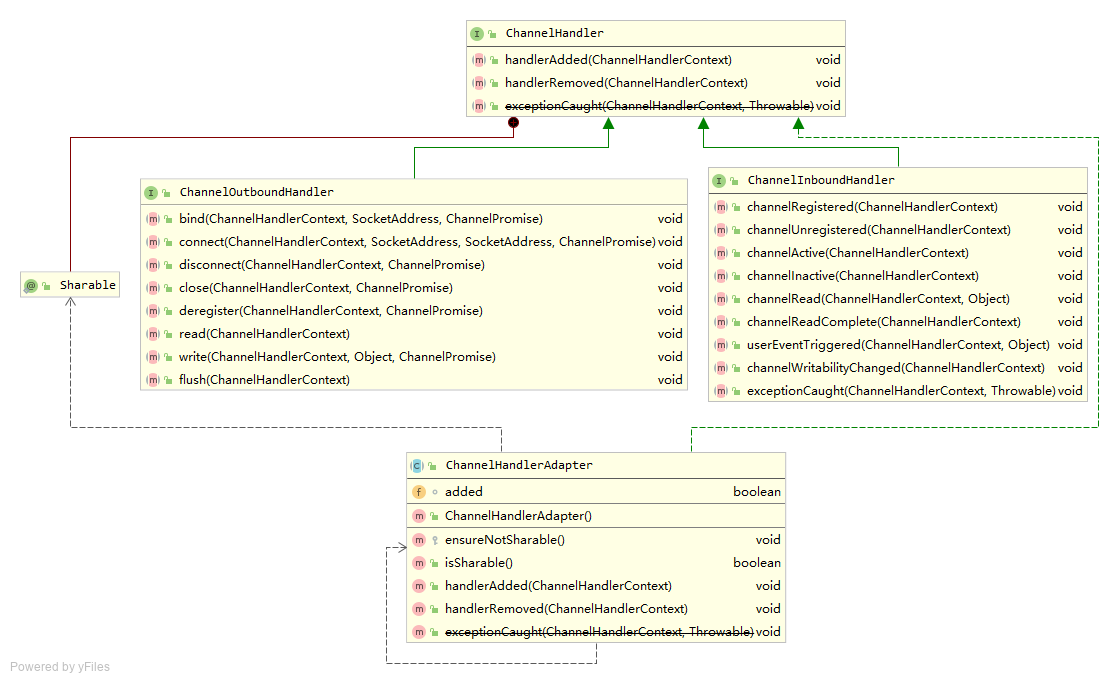 ChannelHandler
handlerAdded(ChannelHandlerContext) void
handlerRemoved(ChannelHandlerContext) void
exceptionCaught(ChannelHandlerContext, Throwable) void
ChannelOutboundHandler
bind(ChannelHandlerContext, SocketAddress, ChannelPromise) void
connect(ChannelHandlerContext, SocketAddress, SocketAddress, ChannelPromise) void
disconnect(ChannelHandlerContext, ChannelPromise) void
close(ChannelHandlerContext, ChannelPromise) void
deregister(ChannelHandlerContext, ChannelPromise) void
read(ChannelHandlerContext) void
write(ChannelHandlerContext, Object, ChannelPromise) void
flush(ChannelHandlerContext) void
ChannelInboundHandler
channelRegistered(ChannelHandlerContext) void
channelUnregistered(ChannelHandlerContext) void
channelActive(ChannelHandlerContext) void
channelInactive(ChannelHandlerContext) void
channelRead(ChannelHandlerContext, Object) void
channelReadComplete(ChannelHandlerContext) void
userEventTriggered(ChannelHandlerContext, Object) void
channelWritabilityChanged(ChannelHandlerContext) void
exceptionCaught(ChannelHandlerContext, Throwable) void
Sharable
ChannelHandlerAdapter
added boolean
ChannelHandlerAdapter()
ensureNotSharable() void
isSharable() boolean
handlerAdded(ChannelHandlerContext) void
handlerRemoved(ChannelHandlerContext) void
exceptionCaught(ChannelHandlerContext, Throwable) void
Powered by yFiles